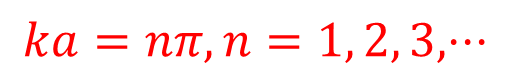 ka = nπ, n = 1, 2, 3,⋯